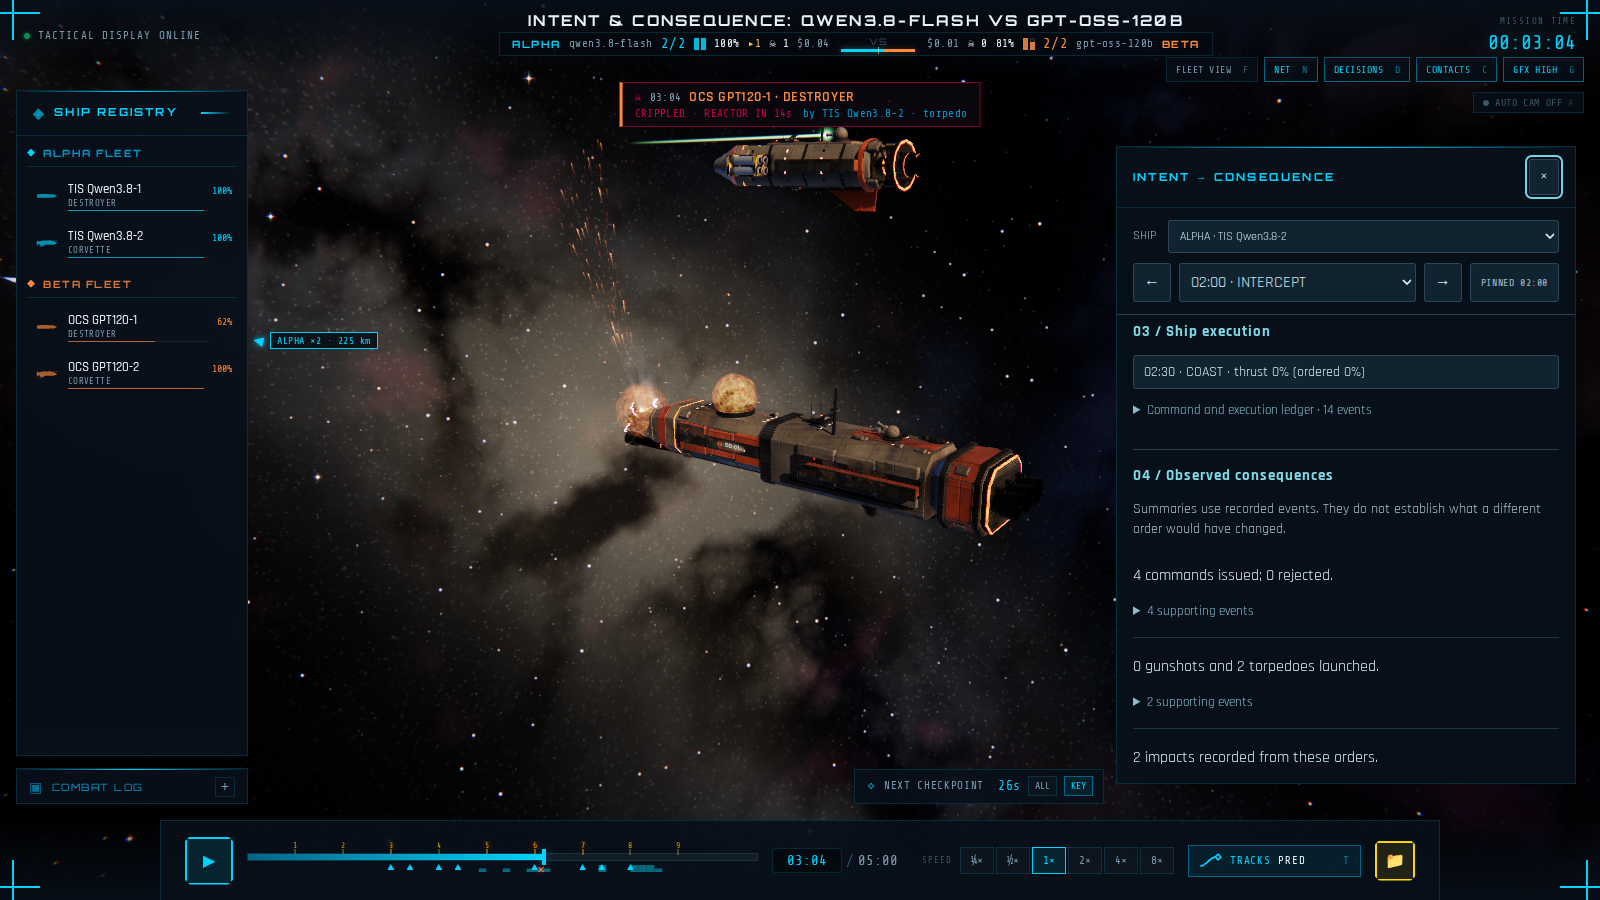 INTENT & CONSEQUENCE: QWEN3.8-FLASH VS GPT-OSS-120B
TACTICAL DISPLAY ONLINE
ALPHA qwen3.8-flash 2/2 100% ▸1 ☠ 1 $0.04 VS $0.01 ☠ 0 81% 2/2 gpt-oss-120b BETA
MISSION TIME
00:03:04
FLEET VIEW F
NET N
DECISIONS D
CONTACTS C
GFX HIGH G
AUTO CAM OFF A
☠ 03:04 OCS GPT120-1 · DESTROYER
CRIPPLED · REACTOR IN 14s by TIS Qwen3.8-2 · torpedo
SHIP REGISTRY
ALPHA FLEET
TIS Qwen3.8-1 100%
DESTROYER
TIS Qwen3.8-2 100%
CORVETTE
BETA FLEET
OCS GPT120-1 62%
DESTROYER
OCS GPT120-2 100%
CORVETTE
ALPHA ×2 · 225 km
INTENT → CONSEQUENCE
×
SHIP ALPHA · TIS Qwen3.8-2
← 02:00 · INTERCEPT → PINNED 02:00
03 / Ship execution
02:30 · COAST · thrust 0% (ordered 0%)
▶ Command and execution ledger · 14 events
04 / Observed consequences
Summaries use recorded events. They do not establish what a different
order would have changed.
4 commands issued; 0 rejected.
▶ 4 supporting events
0 gunshots and 2 torpedoes launched.
▶ 2 supporting events
2 impacts recorded from these orders.
COMBAT LOG +
NEXT CHECKPOINT 26s ALL KEY
1 2 3 4 5 6 7 8 9
03:04 / 05:00
SPEED ¼× ½× 1× 2× 4× 8×
TRACKS PRED T